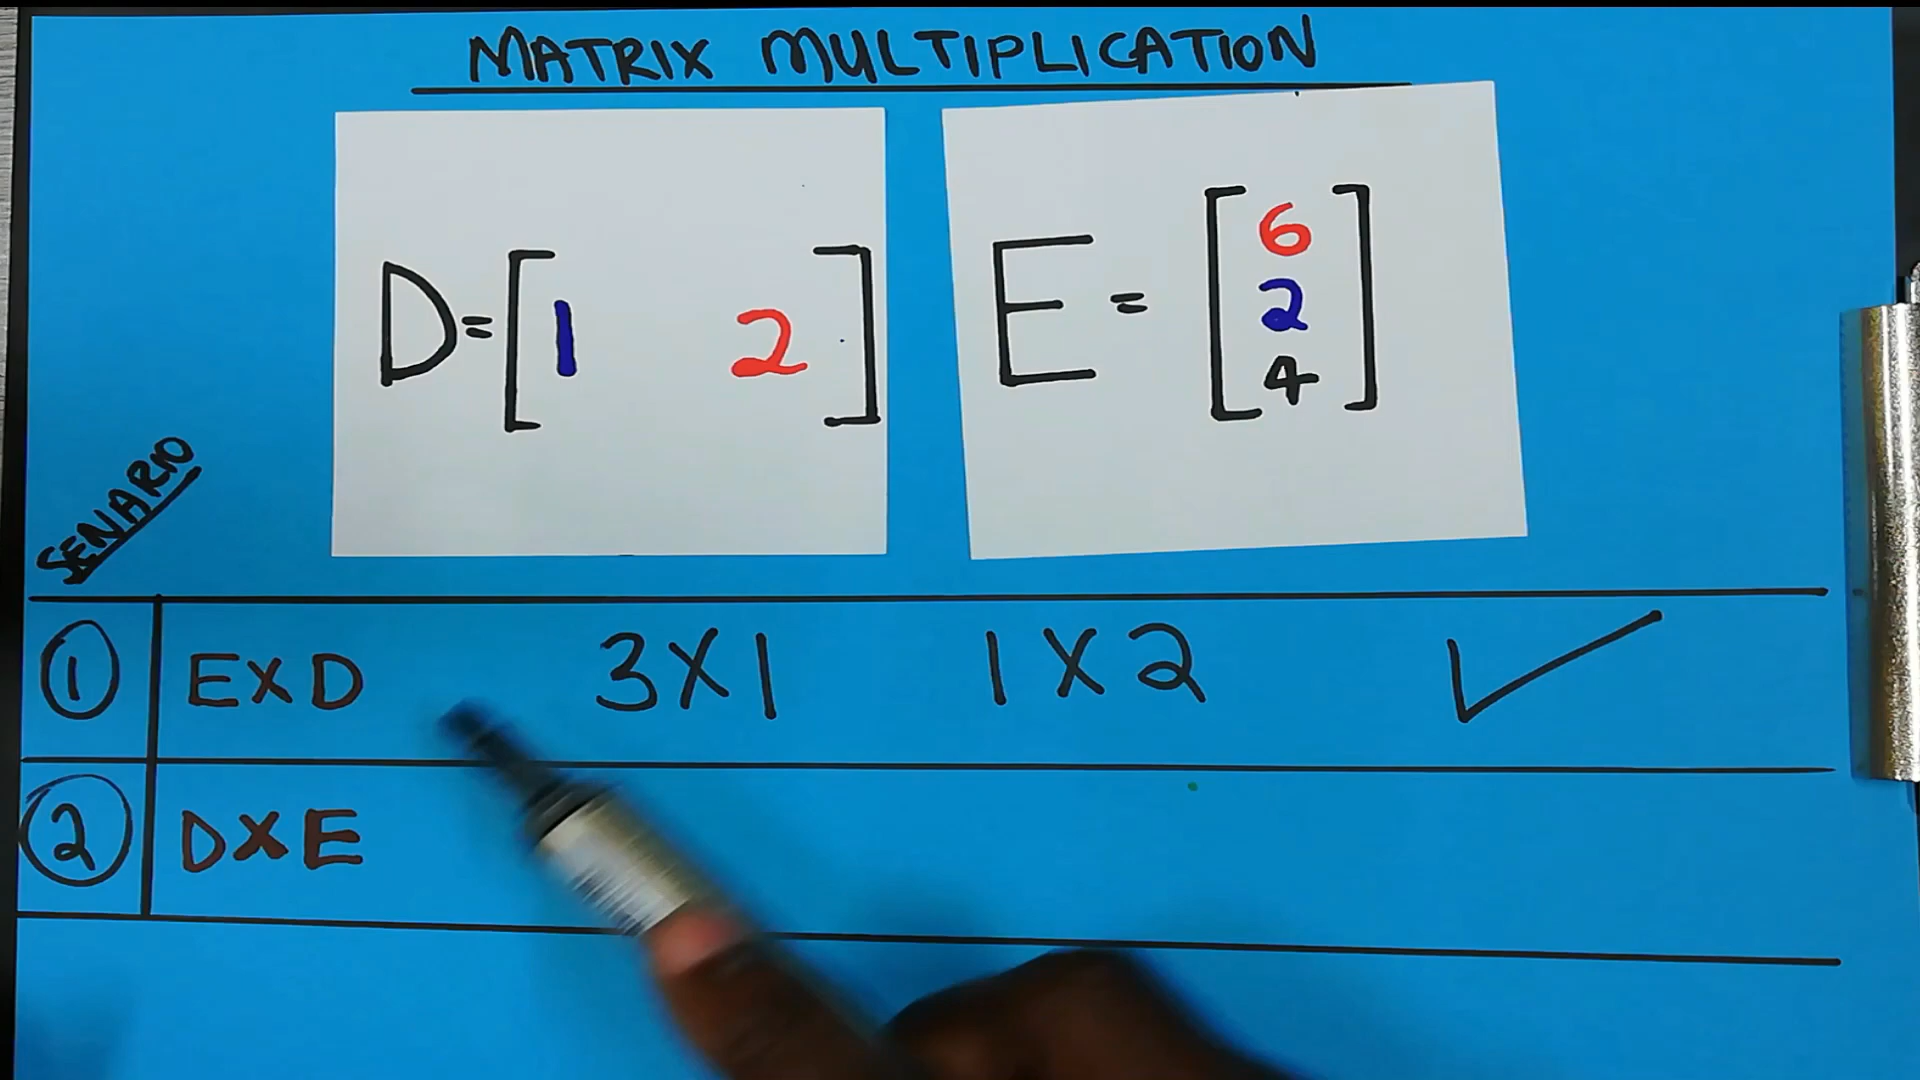 MATRIX MULTIPLICATION
D=[1 2]
E = [6
2
4]
SENARIO
1 EXD 3X1 1X2 ✓
2 DXE